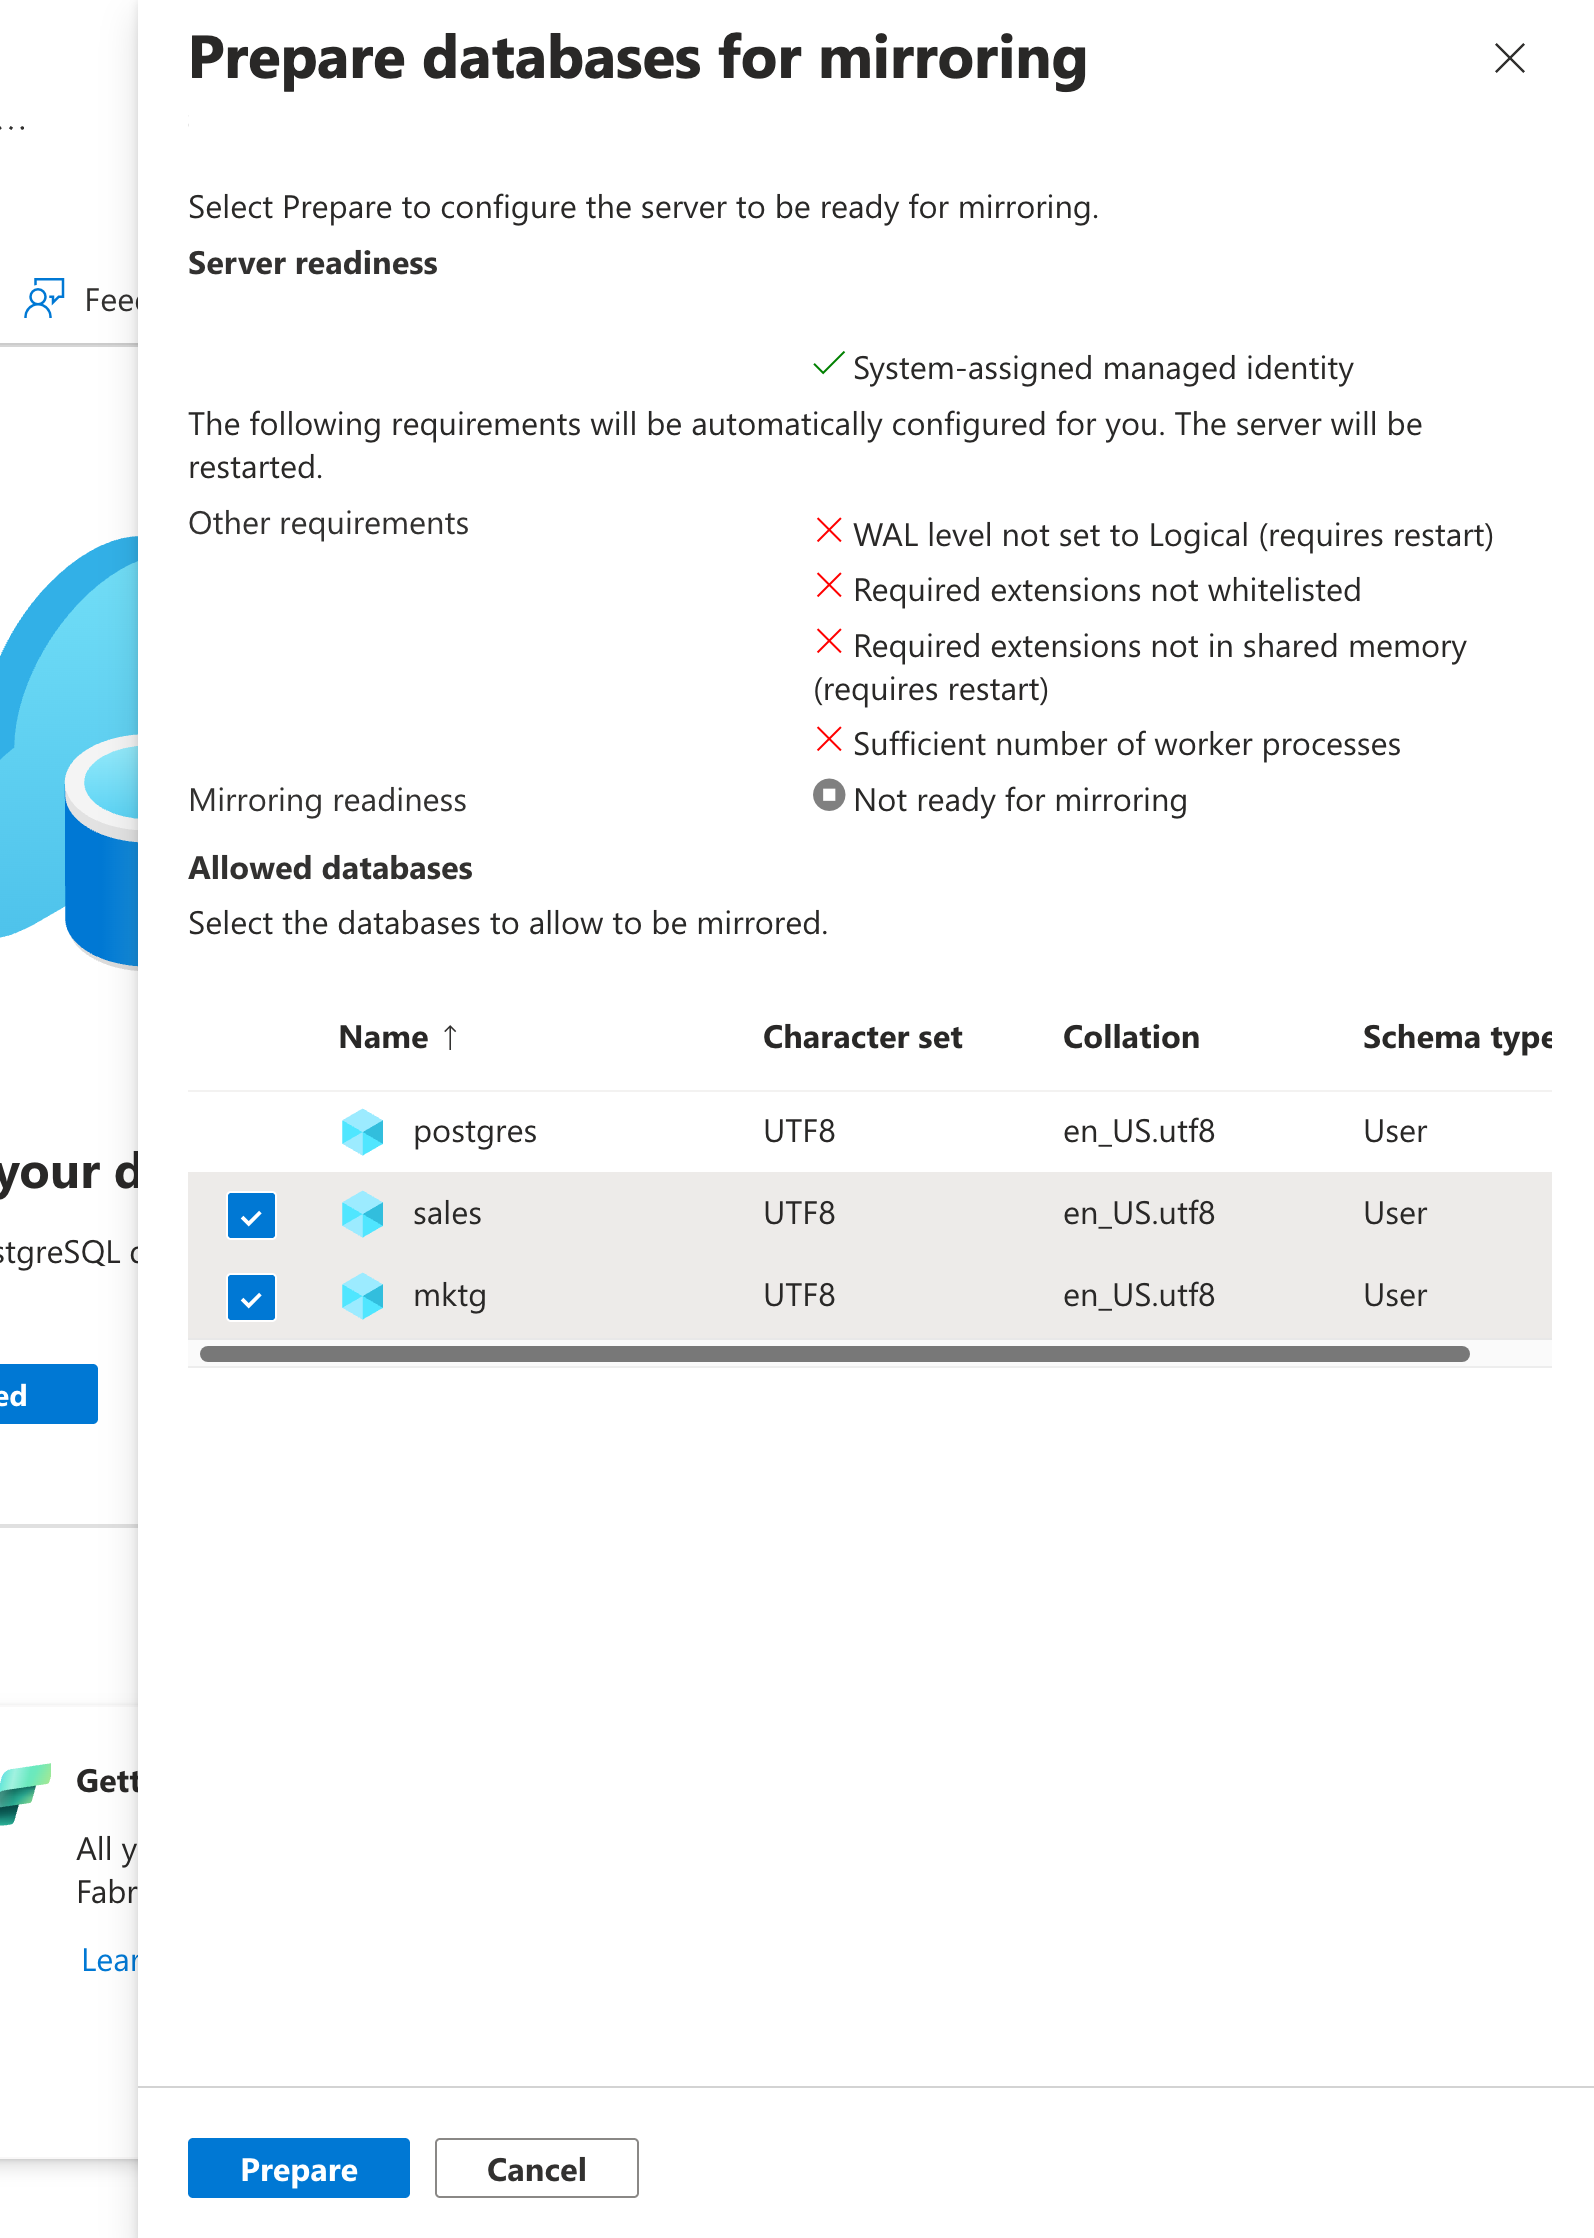 Prepare databases for mirroring
...
Select Prepare to configure the server to be ready for mirroring.
Server readiness
System-assigned managed identity
The following requirements will be automatically configured for you. The server will be
restarted.
Other requirements
WAL level not set to Logical (requires restart)
Required extensions not whitelisted
Required extensions not in shared memory
(requires restart)
Sufficient number of worker processes
Mirroring readiness
Not ready for mirroring
Allowed databases
Select the databases to allow to be mirrored.
Name ↑ Character set Collation Schema type
postgres UTF8 en_US.utf8 User
sales UTF8 en_US.utf8 User
mktg UTF8 en_US.utf8 User
Prepare Cancel
Feed
your d
stgreSQL
ed
Gett
All y
Fabr
Lear